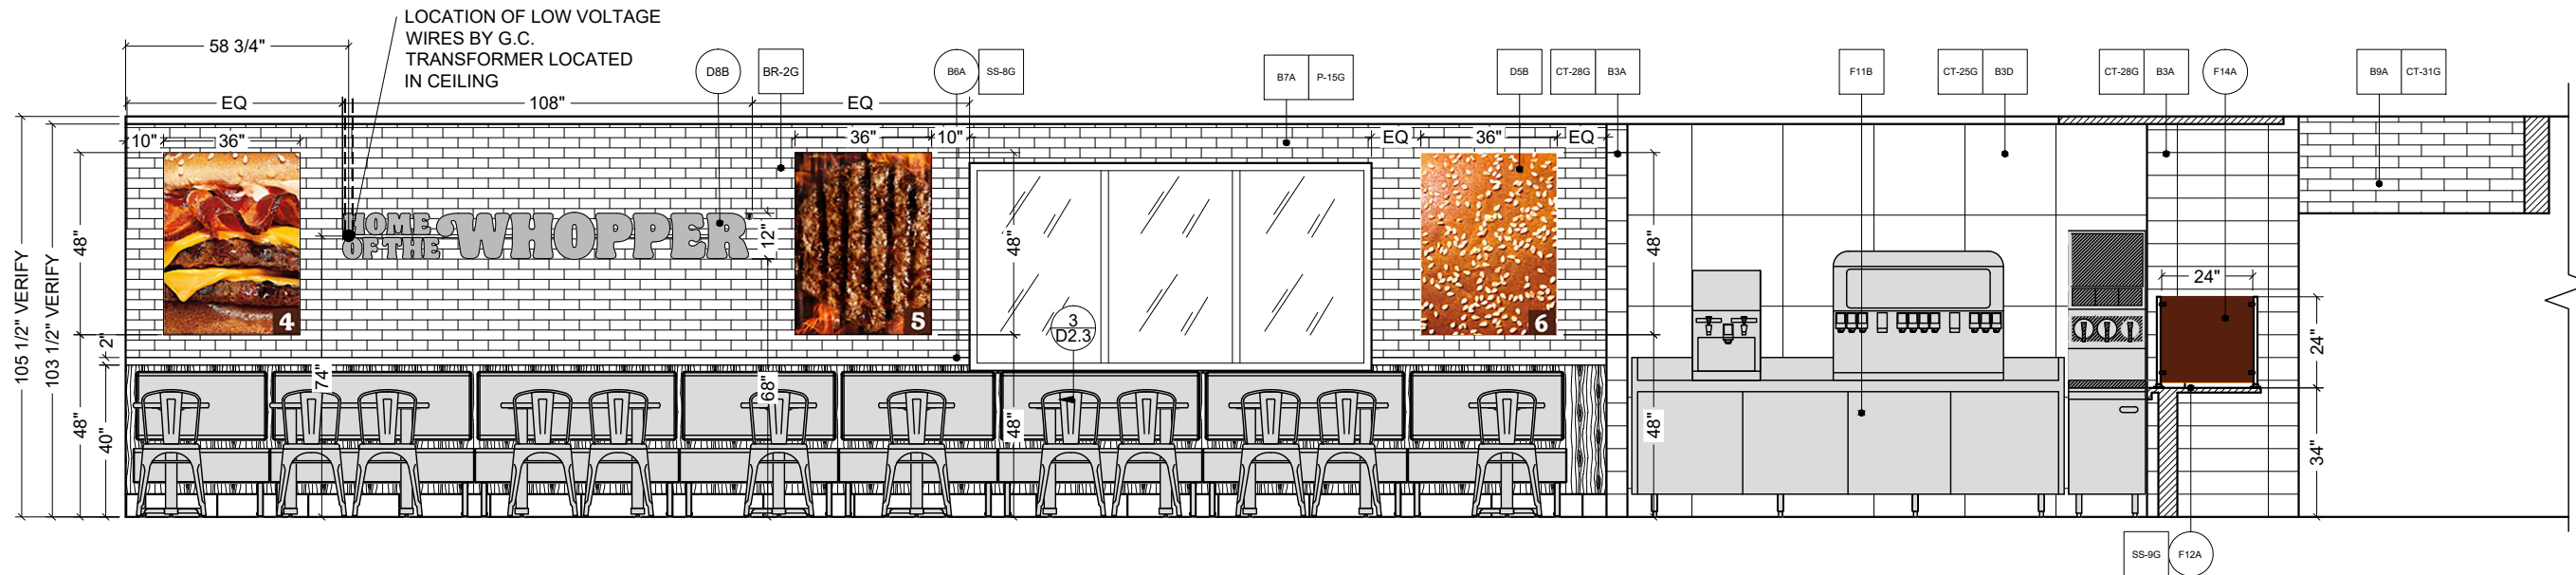 LOCATION OF LOW VOLTAGE
WIRES BY G.C.
TRANSFORMER LOCATED
IN CEILING
58 3/4"
D8B
BR-2G
B6A
SS-8G
B7A
P-15G
D5B
CT-28G
B3A
F11B
CT-25G
B3D
CT-28G
B3A
F14A
B9A
CT-31G
EQ
108"
EQ
10"
36"
36"
10"
EQ
36"
EQ
105 1/2" VERIFY
103 1/2" VERIFY
48"
2"
48"
40"
HOME
OF THE
WHOPPER
12"
48"
48"
24"
24"
4
5
6
3
D2.3
74"
68"
48"
48"
34"
SS-9G
F12A